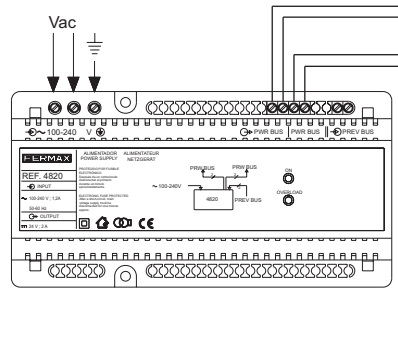 Vac
~ 100-240 V
PWR BUS
PWR BUS
PREV BUS
FERMAX
ALIMENTADOR
POWER SUPPLY
ALIMENTATEUR
NETZGERAT
REF. 4820
INPUT
~ 100-240 V ; 1,2A
50-60 Hz
OUTPUT
24 V ; 2 A
~ 100-240V
PRW BUS
PRW BUS
4820
PREV BUS
ON
OVERLOAD
CE